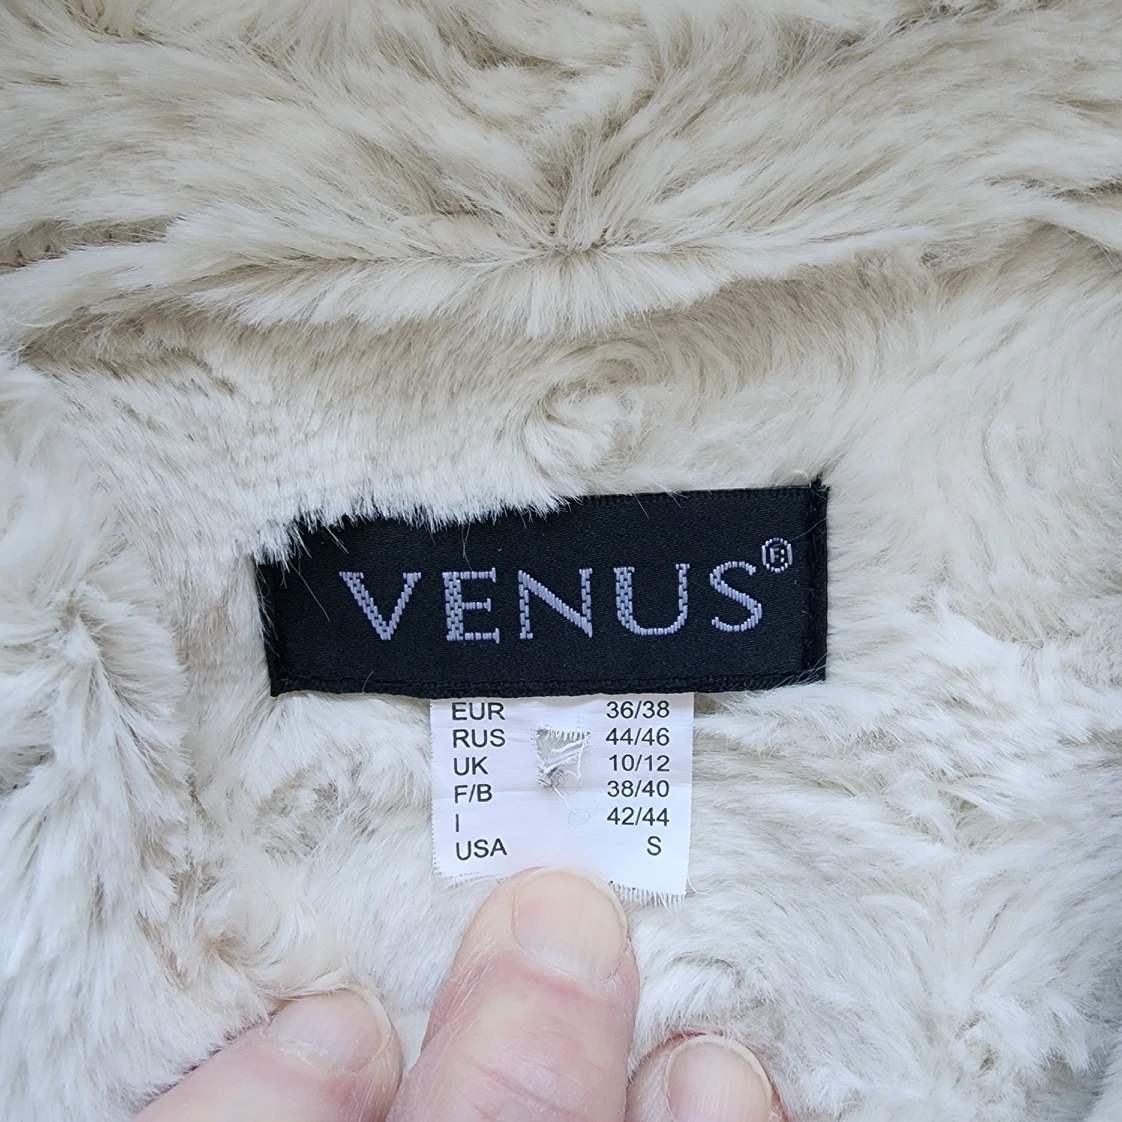 VENUS®
EUR 36/38
RUS 44/46
UK 10/12
F/B 38/40
I 42/44
USA S